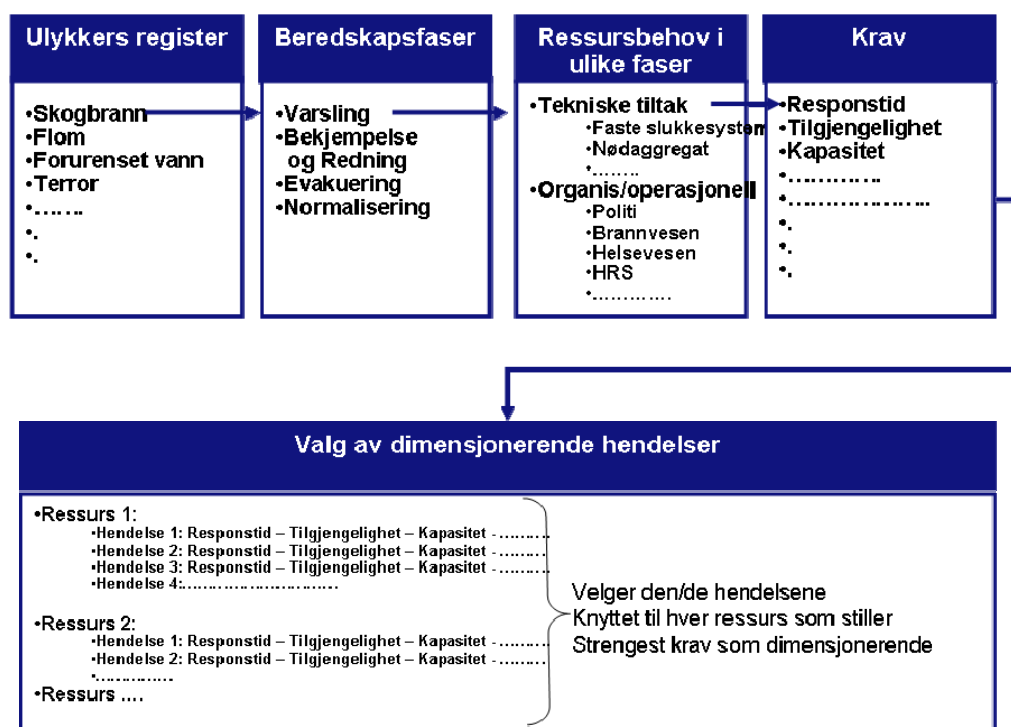 Ulykkers register
•Skogbrann
•Flom
•Forurenset vann
•Terror
•…….
•.
•.
Beredskapsfaser
•Varsling
•Bekjempelse
og Redning
•Evakuering
•Normalisering
Ressursbehov i
ulike faser
•Tekniske tiltak
•Faste slukkesystem
•Nødaggregat
•……..
•Organis/operasjonell
•Politi
•Brannvesen
•Helsevesen
•HRS
•………….
Krav
•Responstid
•Tilgjengelighet
•Kapasitet
•………….
•………………..
•.
•.
•.
Valg av dimensjonerende hendelser
•Ressurs 1:
•Hendelse 1: Responstid – Tilgjengelighet – Kapasitet - ……….
•Hendelse 2: Responstid – Tilgjengelighet – Kapasitet - ……….
•Hendelse 3: Responstid – Tilgjengelighet – Kapasitet - ……….
•Hendelse 4:…………………………
•Ressurs 2:
•Hendelse 1: Responstid – Tilgjengelighet – Kapasitet - ……….
•Hendelse 2: Responstid – Tilgjengelighet – Kapasitet - ……….
•……………
•Ressurs ….
Velger den/de hendelsene
Knyttet til hver ressurs som stiller
Strengest krav som dimensjonerende